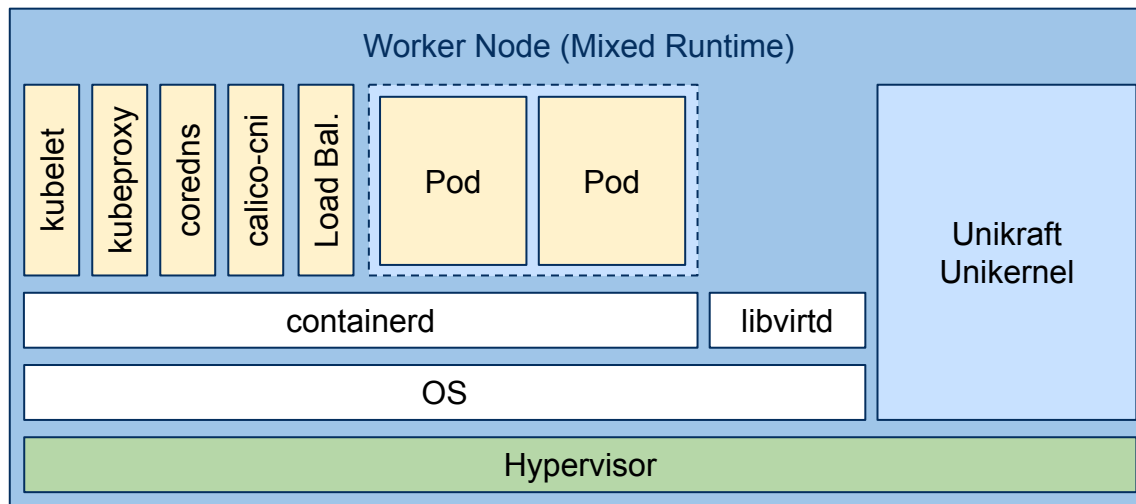 Worker Node (Mixed Runtime)
kubelet
kubeproxy
coredns
calico-cni
Load Bal.
Pod
Pod
Unikraft
Unikernel
containerd
libvirtd
OS
Hypervisor